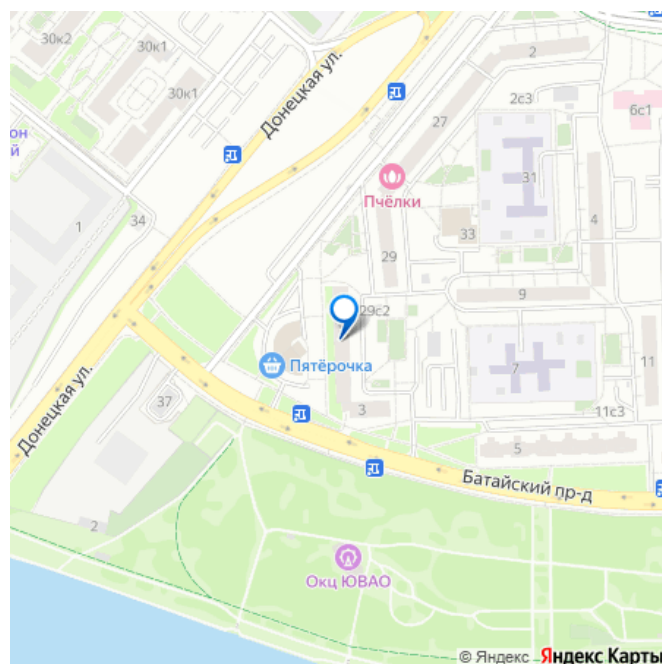 30к2
30к1
2
Донецкая ул.
30к1
2с3
6с1
27
он
й
31
Пчёлки
34
4
1
33
29
9
29с2
Пятёрочка
7
11
Донецкая ул.
37
3
11с3
5
Батайский пр-д
2
Окц ЮВАО
© Яндекс Яндекс Карты